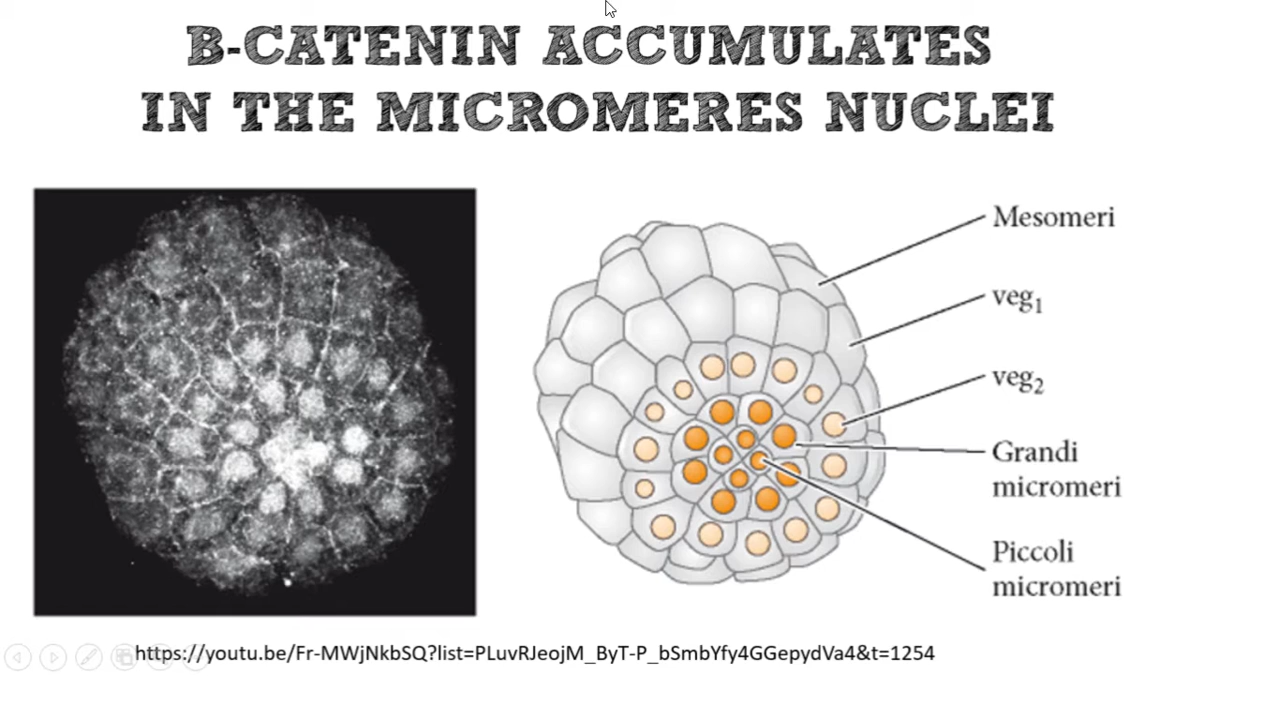 B-CATENIN ACCUMULATES
IN THE MICROMERES NUCLEI
Mesomeri
veg₁
veg₂
Grandi
micromeri
Piccoli
micromeri
https://youtu.be/Fr-MWjNkbSQ?list=PLuvRJeojM_ByT-P_bSmbYfy4GGepydVa4&t=1254